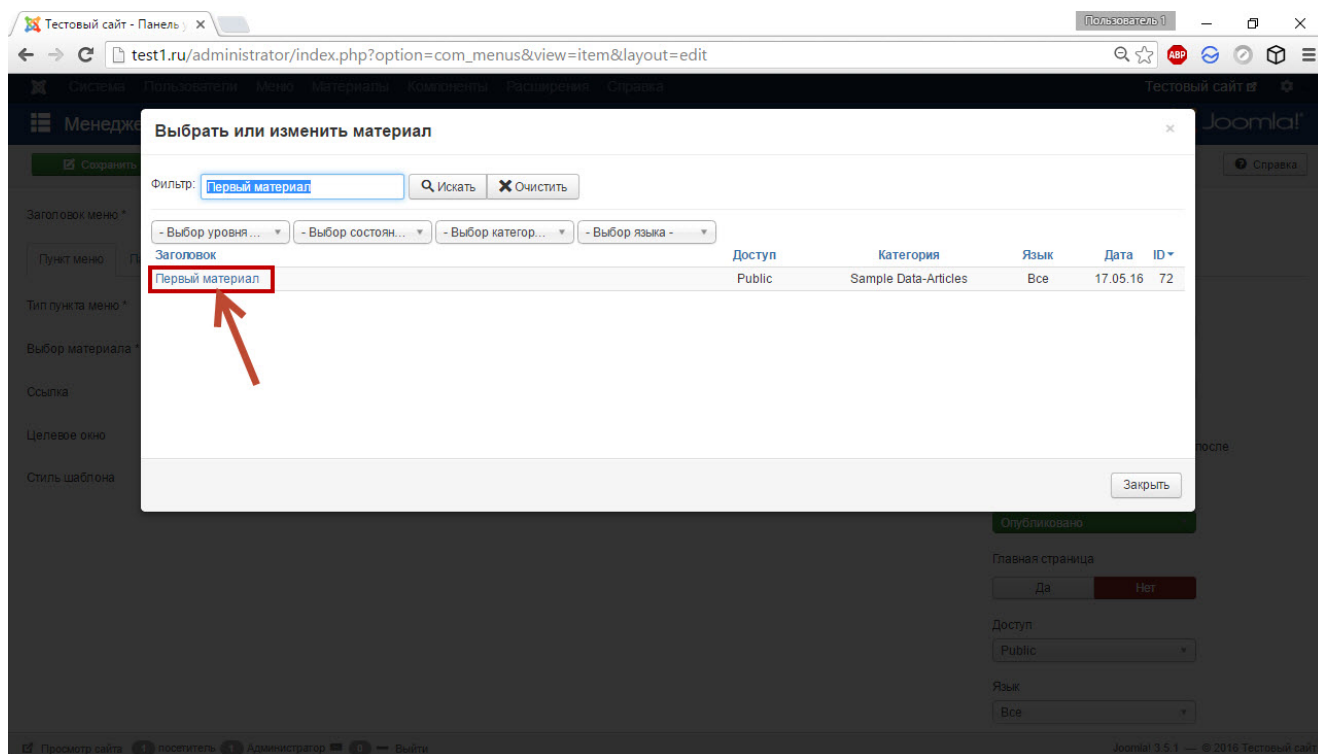 Тестовый сайт - Панель у
Пользователь 1
test1.ru/administrator/index.php?option=com_menus&view=item&layout=edit
ABP
Система Пользователи Меню Материалы Компоненты Расширения Справка Тестовый сайт
Менедже
Joomla!
Выбрать или изменить материал
Сохранить
Справка
Фильтр: Первый материал Искать Очистить
Заголовок меню *
- Выбор уровня ... - Выбор состоян... - Выбор категор... - Выбор языка -
Пункт меню П
Заголовок Доступ Категория Язык Дата ID
Первый материал Public Sample Data-Articles Все 17.05.16 72
Тип пункта меню *
Выбор материала *
Ссылка
Целевое окно
после
Стиль шаблона
Закрыть
Опубликовано
Главная страница
Да Нет
Доступ
Public
Язык
Все
Просмотр сайта 1 посетитель 1 Администратор 0 Выйти
Joomla! 3.5.1 — © 2016 Тестовый сайт